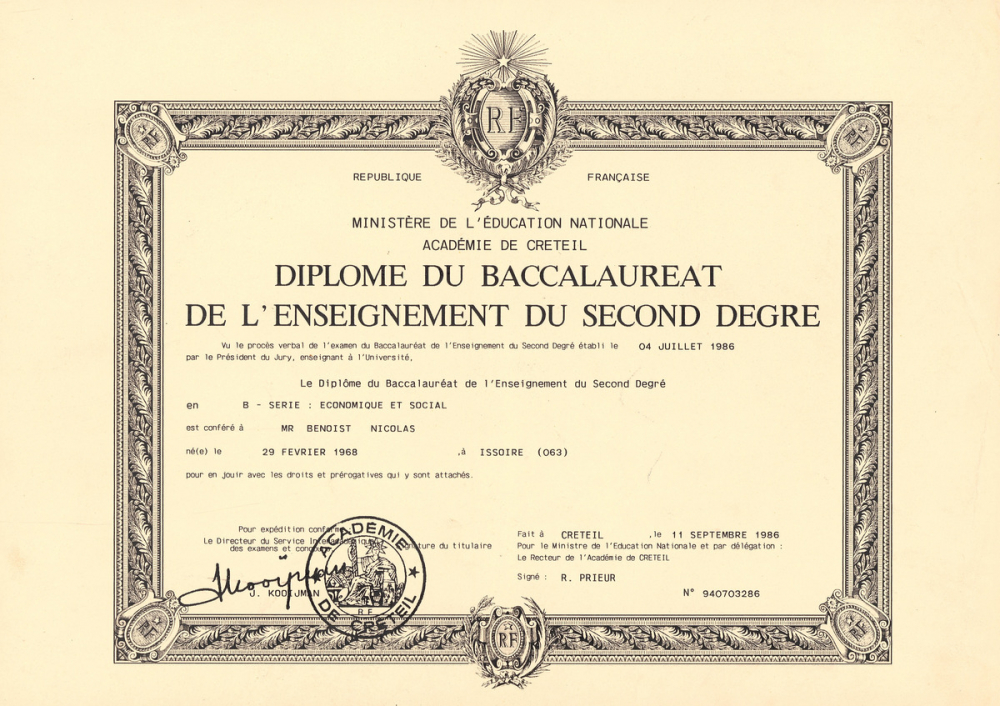 RF
REPUBLIQUE FRANÇAISE
MINISTÈRE DE L'ÉDUCATION NATIONALE
ACADÉMIE DE CRETEIL
DIPLOME DU BACCALAUREAT
DE L'ENSEIGNEMENT DU SECOND DEGRE
Vu le procès verbal de l'examen du Baccalauréat de l'Enseignement du Second Degré établi le 04 JUILLET 1986
par le Président du Jury, enseignant à l'Université,
Le Diplôme du Baccalauréat de l'Enseignement du Second Degré
en B - SERIE : ECONOMIQUE ET SOCIAL
est conféré à MR BENOIST NICOLAS
né(e) le 29 FEVRIER 1968 ,à ISSOIRE (063)
pour en jouir avec les droits et prérogatives qui y sont attachés.
Pour expédition conforme
Le Directeur du Service
des examens et
du titulaire
J. KOOIJMAN
ACADÉMIE DE CRETEIL
R.F
Fait à CRETEIL ,le 11 SEPTEMBRE 1986
Pour le Ministre de l'Education Nationale et par délégation :
Le Recteur de l'Académie de CRETEIL
Signé : R. PRIEUR
N° 940703286
RF